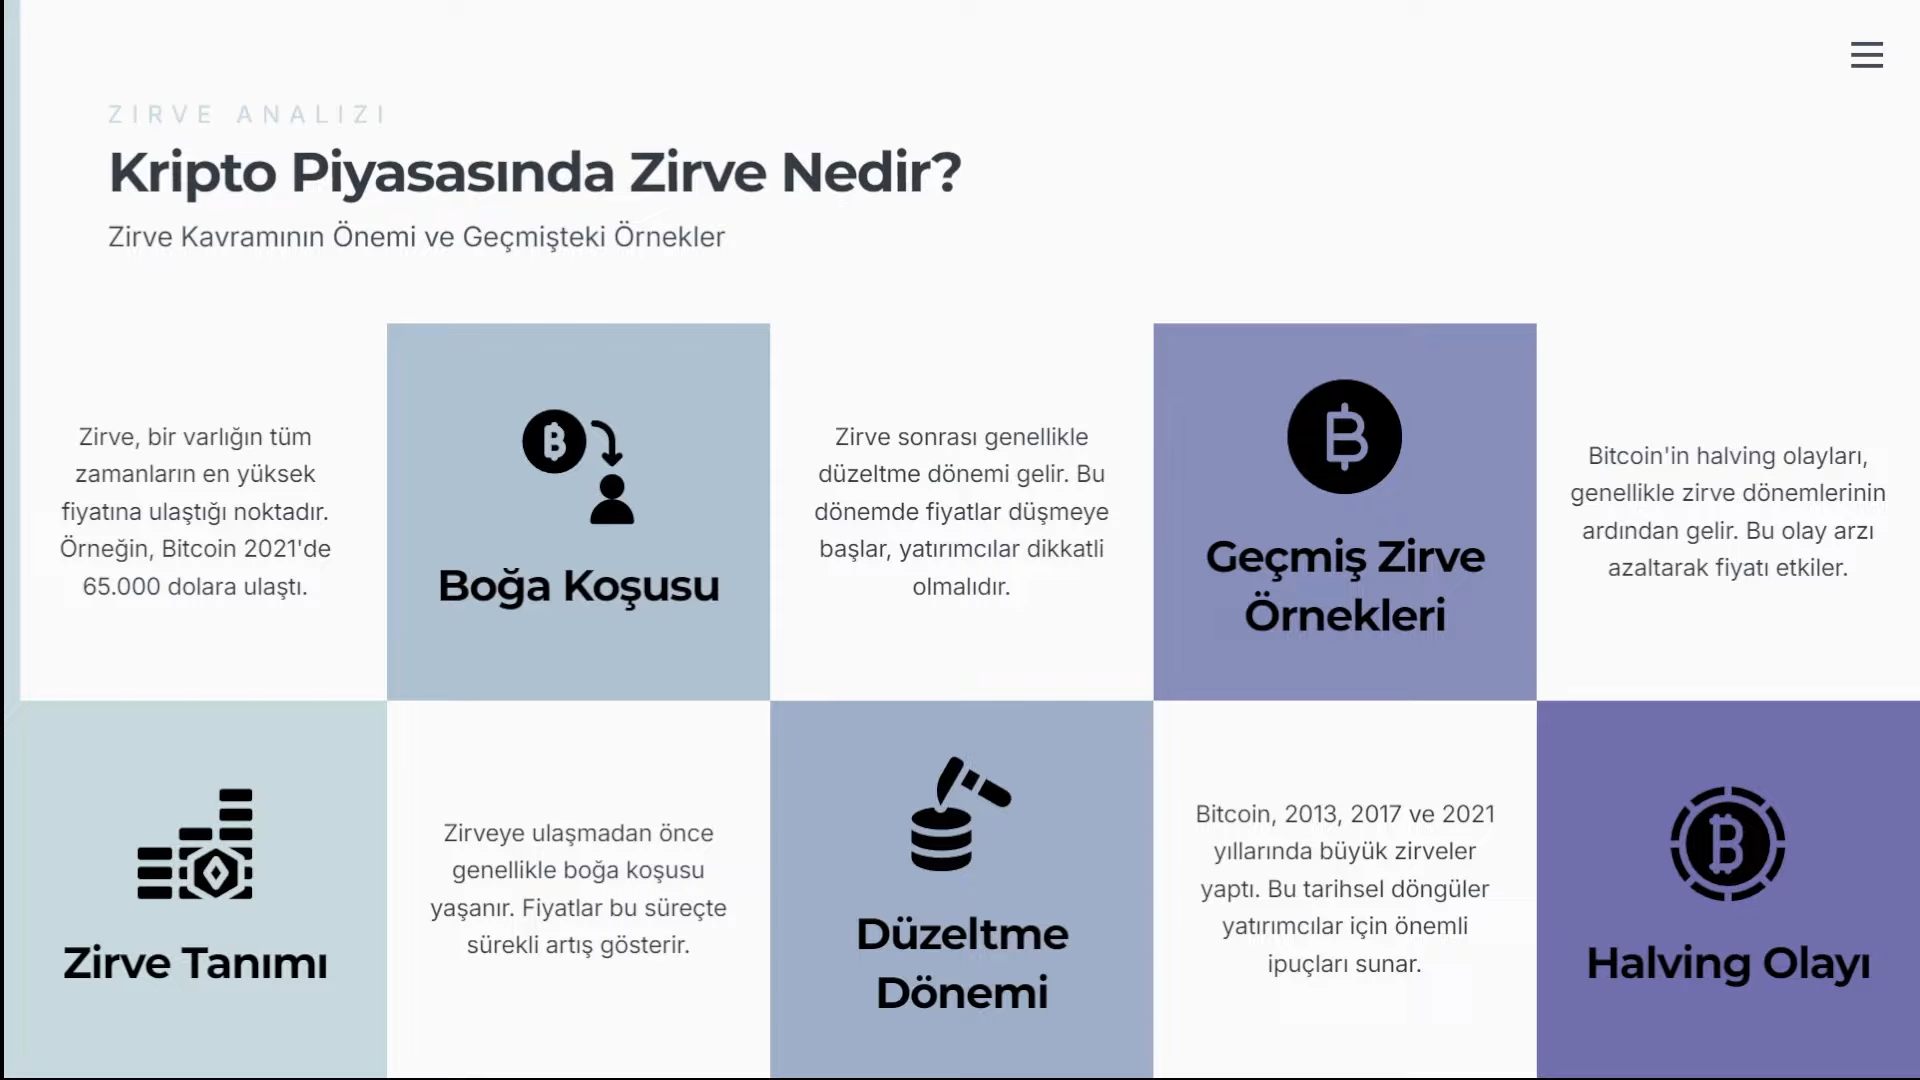 ZIRVE ANALIZI
Kripto Piyasasında Zirve Nedir?
Zirve Kavramının Önemi ve Geçmişteki Örnekler
Zirve, bir varlığın tüm
zamanların en yüksek
fiyatına ulaştığı noktadır.
Örneğin, Bitcoin 2021'de
65.000 dolara ulaştı.
Zirve Tanımı
Boğa Koşusu
Zirveye ulaşmadan önce
genellikle boğa koşusu
yaşanır. Fiyatlar bu süreçte
sürekli artış gösterir.
Zirve sonrası genellikle
düzeltme dönemi gelir. Bu
dönemde fiyatlar düşmeye
başlar, yatırımcılar dikkatli
olmalıdır.
Düzeltme
Dönemi
Geçmiş Zirve
Örnekleri
Bitcoin, 2013, 2017 ve 2021
yıllarında büyük zirveler
yaptı. Bu tarihsel döngüler
yatırımcılar için önemli
ipuçları sunar.
Bitcoin'in halving olayları,
genellikle zirve dönemlerinin
ardından gelir. Bu olay arzı
azaltarak fiyatı etkiler.
Halving Olayı